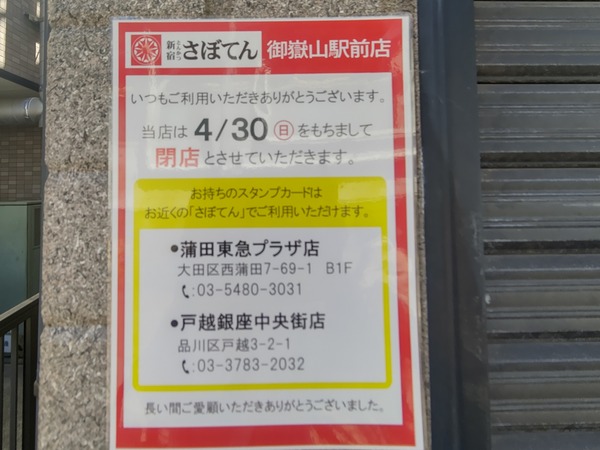 新宿 とんかつ さぼてん 御嶽山駅前店
いつもご利用いただきありがとうございます。
当店は 4/30 ㊐ をもちまして
閉店とさせていただきます。
お持ちのスタンプカードは
お近くの「さぼてん」でご利用いただけます。
●蒲田東急プラザ店
大田区西蒲田7-69-1 B1F
📞:03-5480-3031
●戸越銀座中央街店
品川区戸越3-2-1
📞:03-3783-2032
長い間ご愛顧いただきありがとうございました。